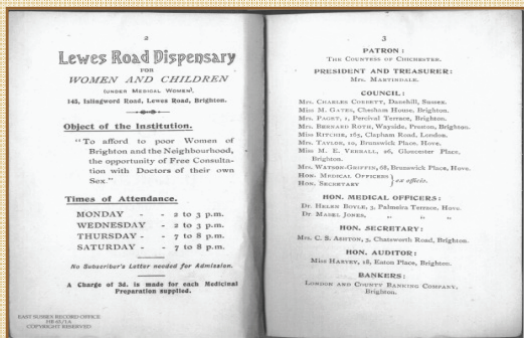 2
Lewes Road Dispensary
FOR
WOMEN AND CHILDREN
(UNDER MEDICAL WOMEN),
145, Islingword Road, Lewes Road, Brighton.
Object of the Institution.
"To afford to poor Women of
Brighton and the Neighbourhood,
the opportunity of Free Consulta-
tion with Doctors of their own
Sex."
Times of Attendance.
MONDAY - - 2 to 3 p.m.
WEDNESDAY - 2 to 3 p.m.
THURSDAY - - 7 to 8 p.m.
SATURDAY - - 7 to 8 p.m.
No Subscriber's Letter needed for Admission.
A Charge of 3d. is made for each Medicinal
Preparation supplied.
EAST SUSSEX RECORD OFFICE
COPYRIGHT RESERVED
3
PATRON:
THE COUNTESS OF CHICHESTER.
PRESIDENT AND TREASURER:
MRS. MARTINDALE.
COUNCIL:
MRS. CHARLES CORBETT, Danehill, Sussex.
MISS M. GATES, Chesham House, Brighton.
MRS. PAGET, 1, Percival Terrace, Brighton.
MRS. BERNARD ROTH, Wayside, Preston, Brighton.
MISS RITCHIE, 165, Clapham Road, London.
MRS. TAYLOR, 10, Brunswick Place, Hove.
MISS M. E. VERRALL, 26, Gloucester Place,
Brighton.
MRS. WATSON-GRIFFIN, 68, Brunswick Place, Hove.
HON. MEDICAL OFFICERS } ex officio.
HON. SECRETARY
HON. MEDICAL OFFICERS:
Dr. HELEN BOYLE, 3, Palmeira Terrace, Hove.
Dr. MABEL JONES, " " "
HON. SECRETARY:
MRS. C. S. ASHTON, 3, Chatsworth Road, Brighton.
HON. AUDITOR:
MISS HARVEY, 18, Eaton Place, Brighton.
BANKERS:
LONDON AND COUNTY BANKING COMPANY,
Brighton.